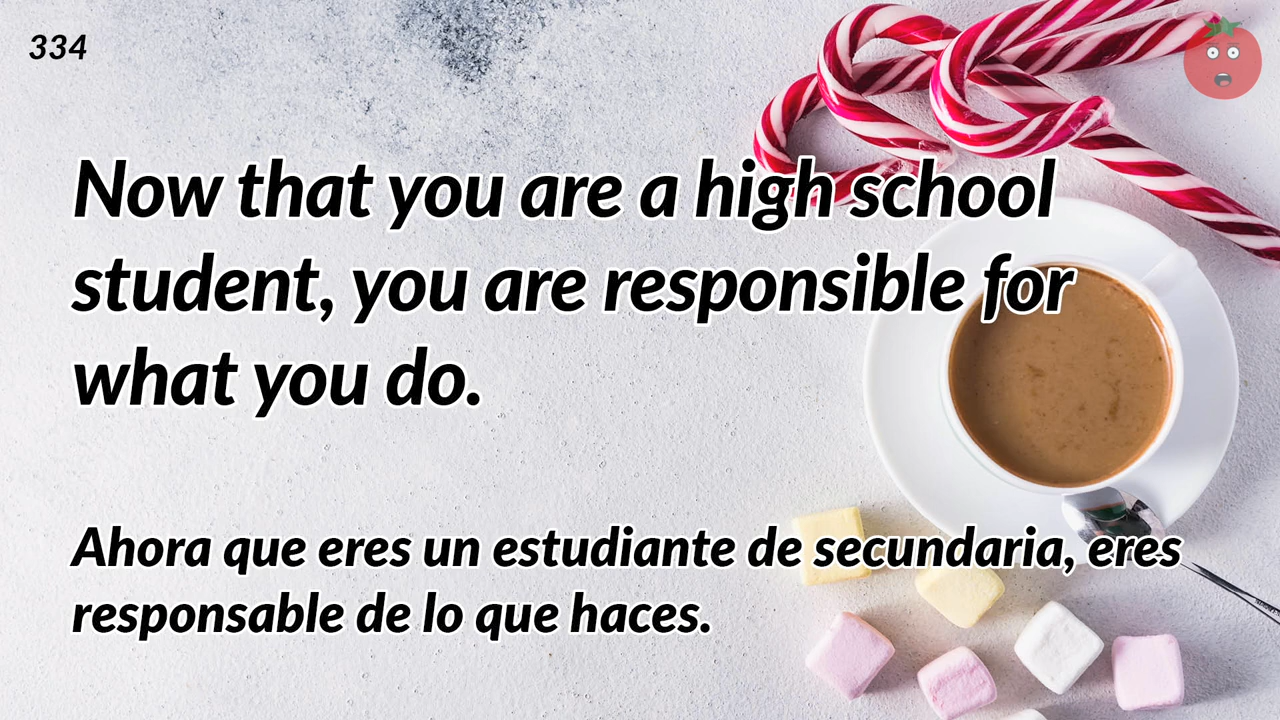 334
Now that you are a high school
student, you are responsible for
what you do.
Ahora que eres un estudiante de secundaria, eres
responsable de lo que haces.